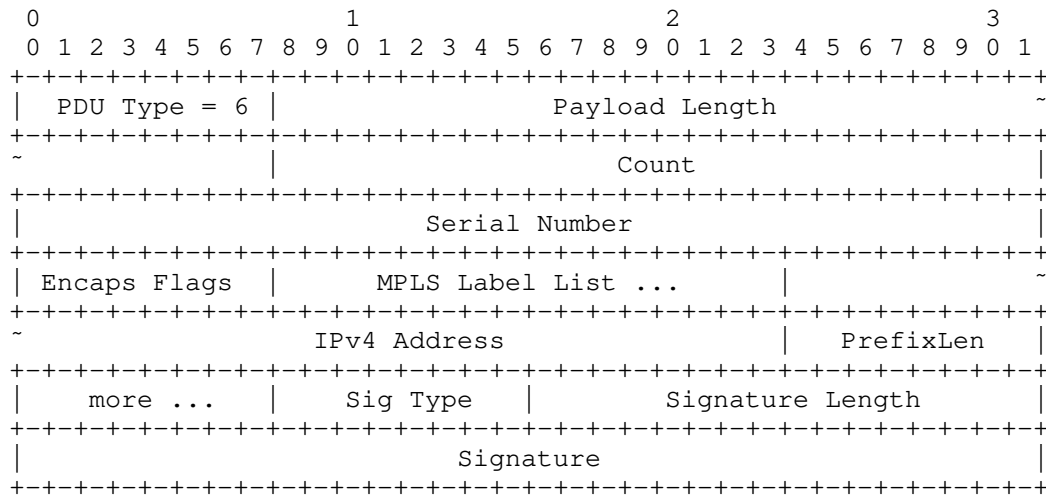 0                   1                   2                   3
0 1 2 3 4 5 6 7 8 9 0 1 2 3 4 5 6 7 8 9 0 1 2 3 4 5 6 7 8 9 0 1
+-+-+-+-+-+-+-+-+-+-+-+-+-+-+-+-+-+-+-+-+-+-+-+-+-+-+-+-+-+-+-+-+
|  PDU Type = 6 |                 Payload Length                ~
+-+-+-+-+-+-+-+-+-+-+-+-+-+-+-+-+-+-+-+-+-+-+-+-+-+-+-+-+-+-+-+-+
~               |                     Count                     |
+-+-+-+-+-+-+-+-+-+-+-+-+-+-+-+-+-+-+-+-+-+-+-+-+-+-+-+-+-+-+-+-+
|                         Serial Number                         |
+-+-+-+-+-+-+-+-+-+-+-+-+-+-+-+-+-+-+-+-+-+-+-+-+-+-+-+-+-+-+-+-+
| Encaps Flags  |      MPLS Label List ...      |               ~
+-+-+-+-+-+-+-+-+-+-+-+-+-+-+-+-+-+-+-+-+-+-+-+-+-+-+-+-+-+-+-+-+
~                  IPv4 Address                 |   PrefixLen   |
+-+-+-+-+-+-+-+-+-+-+-+-+-+-+-+-+-+-+-+-+-+-+-+-+-+-+-+-+-+-+-+-+
|    more ...   |    Sig Type   |        Signature Length       |
+-+-+-+-+-+-+-+-+-+-+-+-+-+-+-+-+-+-+-+-+-+-+-+-+-+-+-+-+-+-+-+-+
|                           Signature                           |
+-+-+-+-+-+-+-+-+-+-+-+-+-+-+-+-+-+-+-+-+-+-+-+-+-+-+-+-+-+-+-+-+